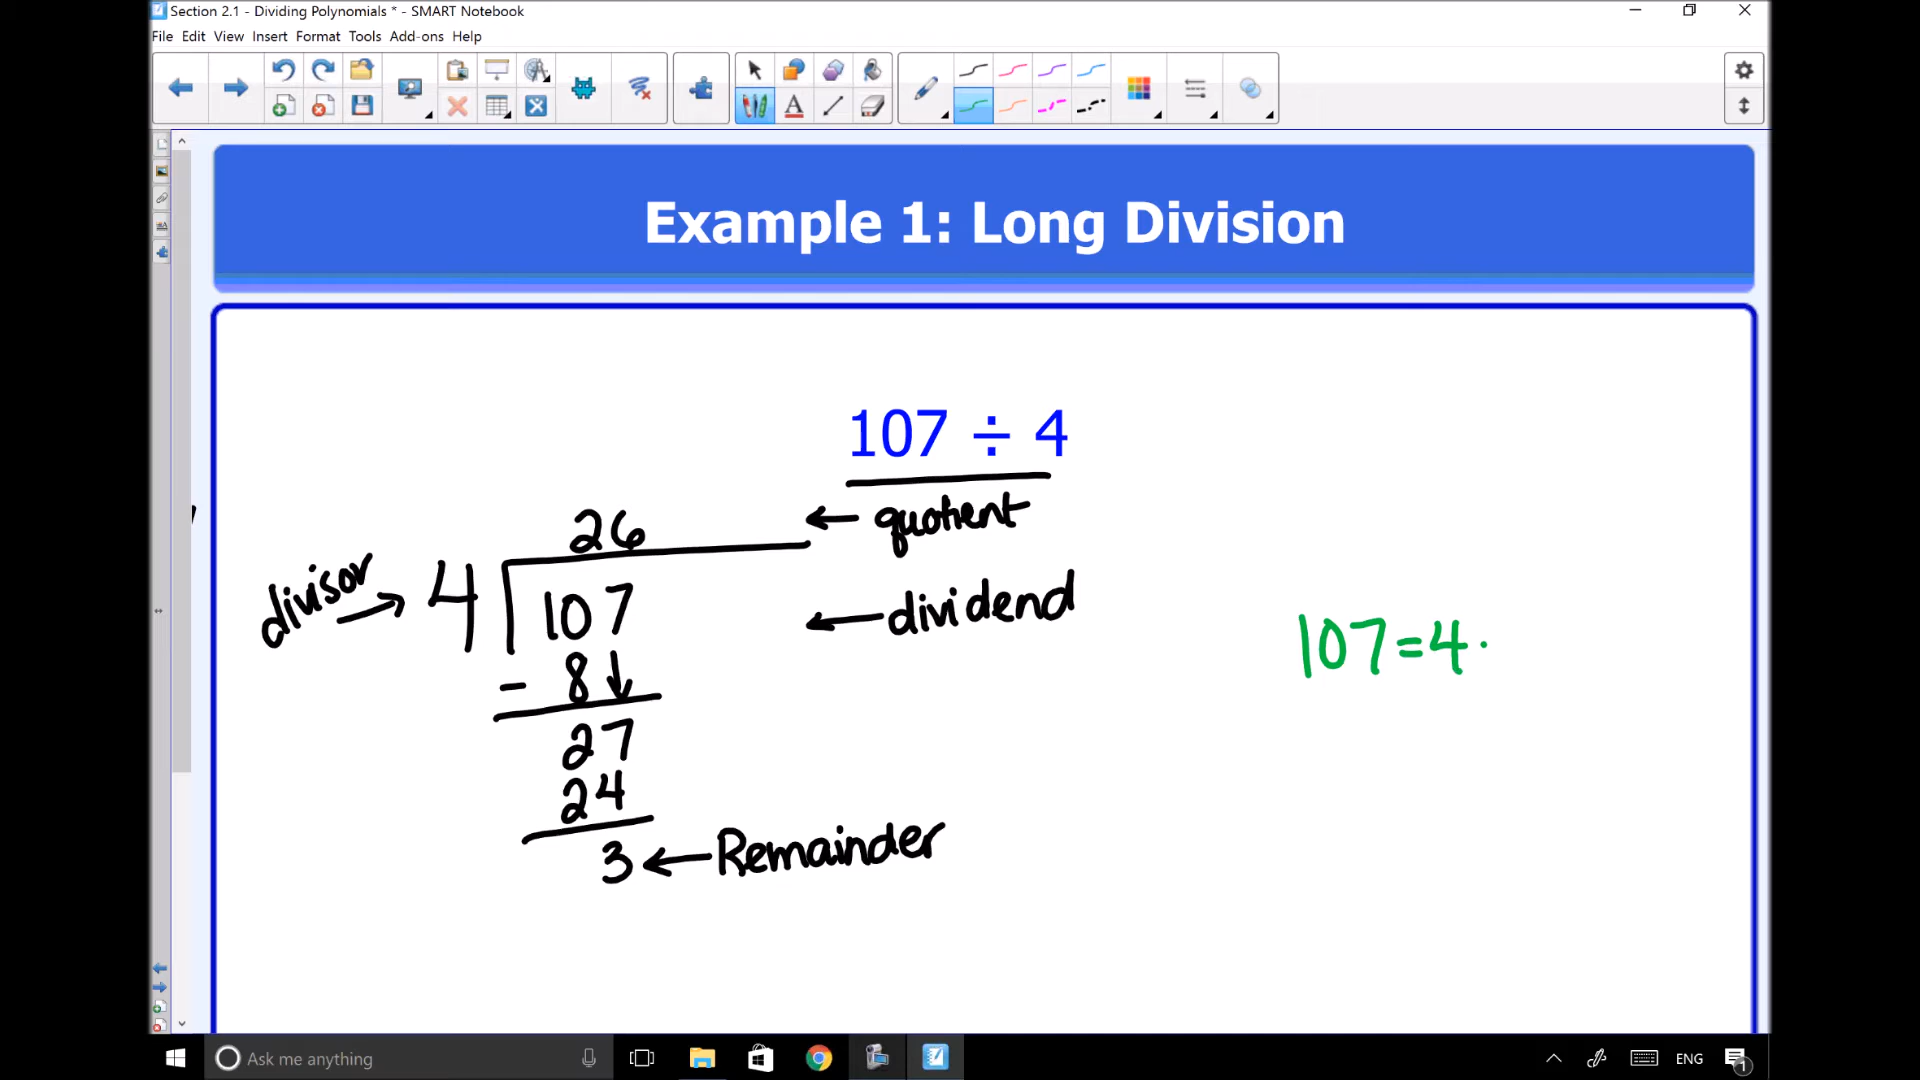 Section 2.1 - Dividing Polynomials * - SMART Notebook
File Edit View Insert Format Tools Add-ons Help
Example 1: Long Division
107 ÷ 4
← quotient
26
divisor → 4 107 ← dividend
- 8 ↓
27
24
3 ← Remainder
107=4·
Ask me anything
ENG
1